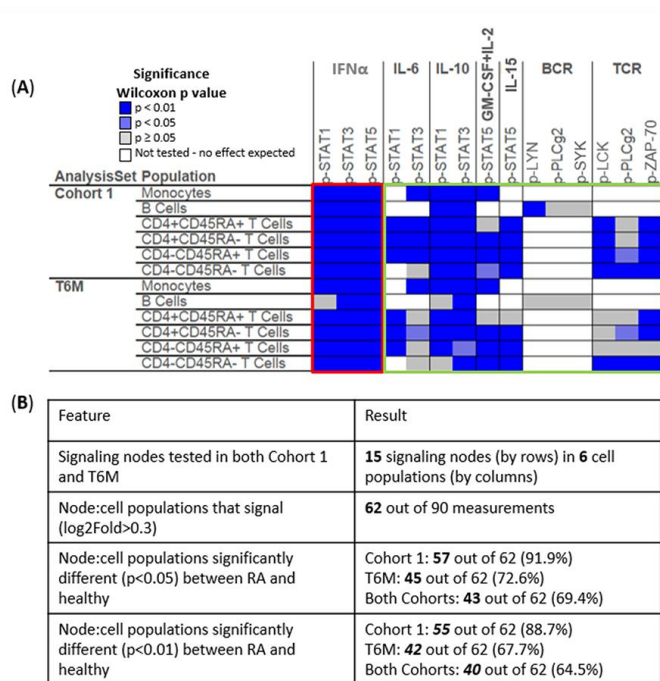 (A)
Significance
Wilcoxon p value
p < 0.01
p < 0.05
p ≥ 0.05
Not tested - no effect expected
IFNα IL-6 IL-10 GM-CSF+IL-2 IL-15 BCR TCR
p-STAT1 p-STAT3 p-STAT5 p-STAT1 p-STAT3 p-STAT1 p-STAT3 p-STAT5 p-STAT5 p-LYN p-PLCg2 p-SYK p-LCK p-PLCg2 p-ZAP-70
AnalysisSet Population
Cohort 1 Monocytes
B Cells
CD4+CD45RA+ T Cells
CD4+CD45RA- T Cells
CD4-CD45RA+ T Cells
CD4-CD45RA- T Cells
T6M Monocytes
B Cells
CD4+CD45RA+ T Cells
CD4+CD45RA- T Cells
CD4-CD45RA+ T Cells
CD4-CD45RA- T Cells
(B)
Feature
Result
Signaling nodes tested in both Cohort 1
and T6M
15 signaling nodes (by rows) in 6 cell
populations (by columns)
Node:cell populations that signal
(log2Fold>0.3)
62 out of 90 measurements
Node:cell populations significantly
different (p<0.05) between RA and
healthy
Cohort 1: 57 out of 62 (91.9%)
T6M: 45 out of 62 (72.6%)
Both Cohorts: 43 out of 62 (69.4%)
Node:cell populations significantly
different (p<0.01) between RA and
healthy
Cohort 1: 55 out of 62 (88.7%)
T6M: 42 out of 62 (67.7%)
Both Cohorts: 40 out of 62 (64.5%)